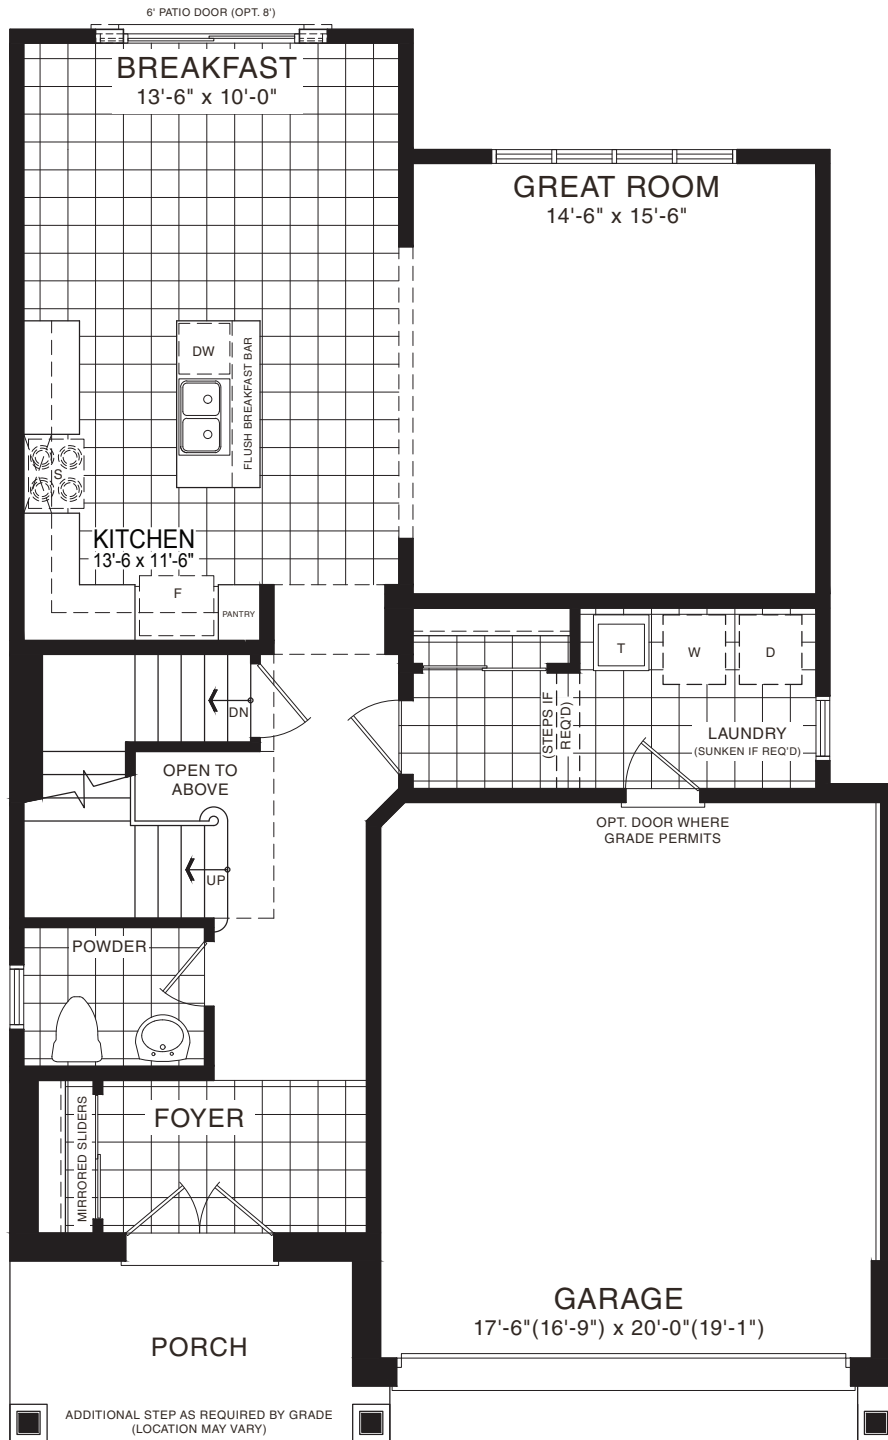 6' PATIO DOOR (OPT. 8')
BREAKFAST
13'-6" x 10'-0"
GREAT ROOM
14'-6" x 15'-6"
DW
FLUSH BREAKFAST BAR
S
KITCHEN
13'-6 x 11'-6"
F
PANTRY
T
W
D
(STEPS IF
REQ'D)
DN
LAUNDRY
(SUNKEN IF REQ'D)
OPEN TO
ABOVE
OPT. DOOR WHERE
GRADE PERMITS
UP
POWDER
MIRRORED SLIDERS
FOYER
GARAGE
17'-6"(16'-9") x 20'-0"(19'-1")
PORCH
ADDITIONAL STEP AS REQUIRED BY GRADE
(LOCATION MAY VARY)